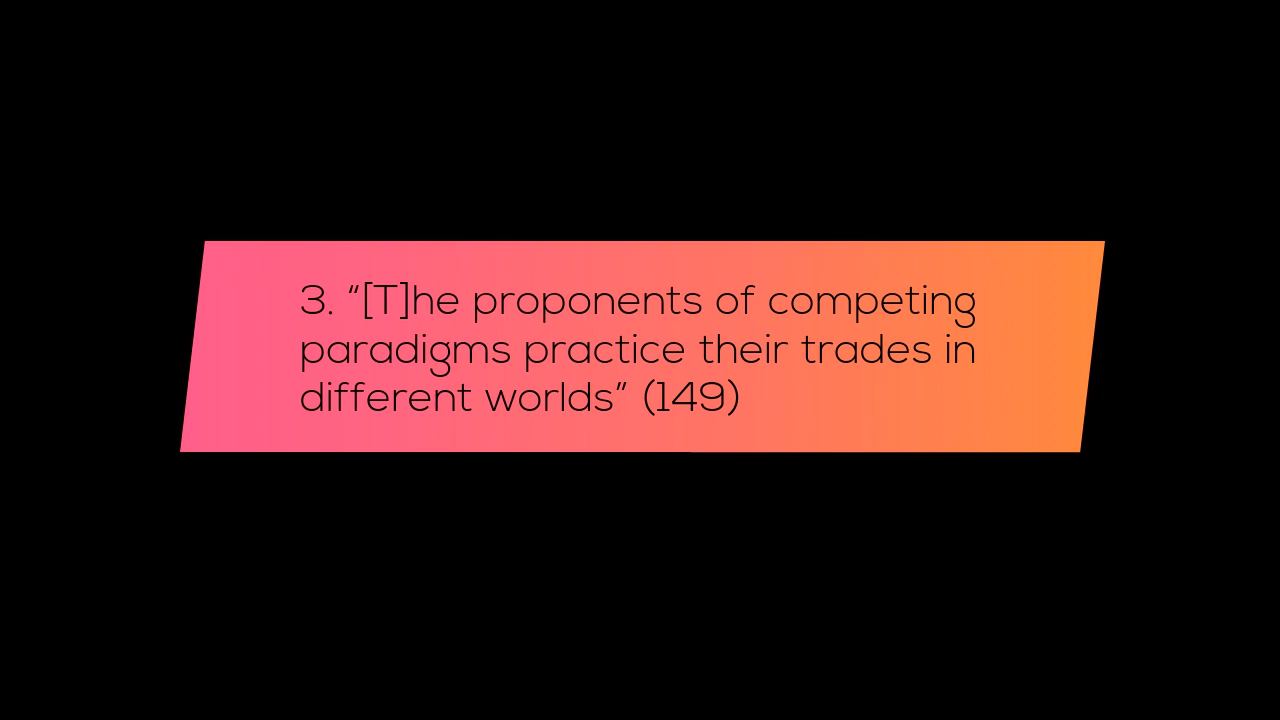 3. “[T]he proponents of competing
paradigms practice their trades in
different worlds” (149)